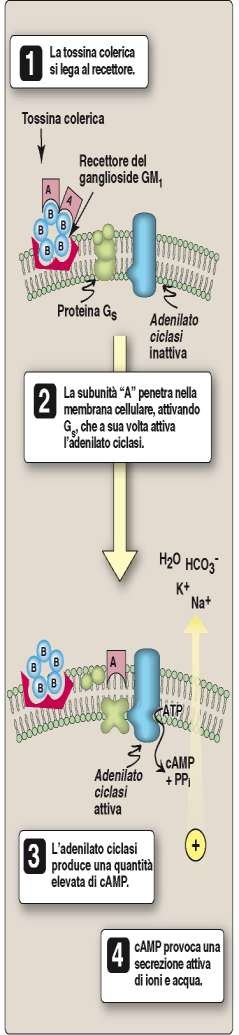 1
La tossina colerica
si lega al recettore.
Tossina colerica
Recettore del
ganglioside GM1
A
A
B
B
B
B
B
Proteina Gs
Adenilato
ciclasi
inattiva
2
La subunità “A” penetra nella
membrana cellulare, attivando
Gs, che a sua volta attiva
l’adenilato ciclasi.
H2O HCO3-
K+
Na+
B
B
B
B
B
A
ATP
cAMP
+ PPi
Adenilato
ciclasi
attiva
+
3
L’adenilato ciclasi
produce una quantità
elevata di cAMP.
4
cAMP provoca una
secrezione attiva
di ioni e acqua.